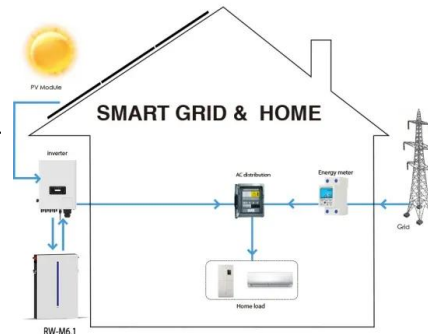 PV Module
SMART GRID & HOME
inverter
AC distribution
Energy meter
Grid
Home load
RW-M6.1